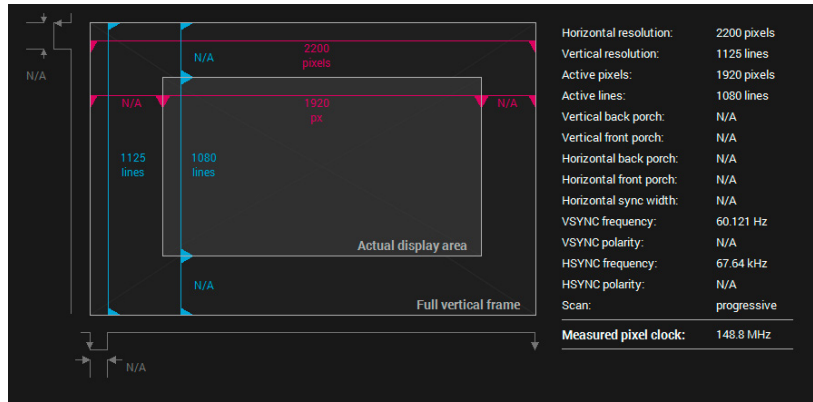 N/A
2200
pixels
N/A
N/A
1920
px
N/A
1125
lines
1080
lines
Actual display area
N/A
Full vertical frame
N/A
Horizontal resolution: 2200 pixels
Vertical resolution: 1125 lines
Active pixels: 1920 pixels
Active lines: 1080 lines
Vertical back porch: N/A
Vertical front porch: N/A
Horizontal back porch: N/A
Horizontal front porch: N/A
Horizontal sync width: N/A
VSYNC frequency: 60.121 Hz
VSYNC polarity: N/A
HSYNC frequency: 67.64 kHz
HSYNC polarity: N/A
Scan: progressive
Measured pixel clock: 148.8 MHz